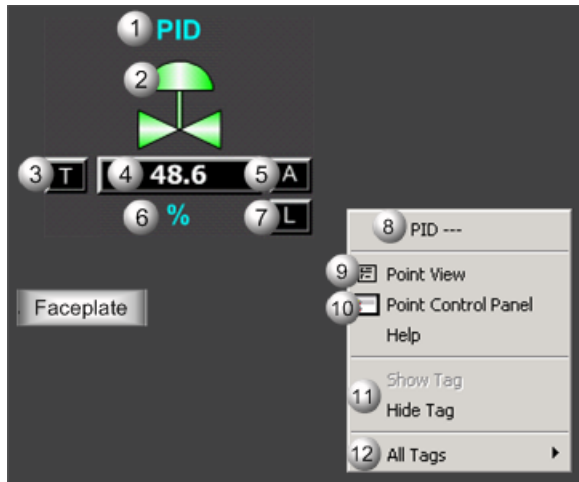 1 PID
2
3 T 4 48.6 5 A
6 % 7 L
8 PID ---
9 Point View
Faceplate
10 Point Control Panel
Help
Show Tag
11
Hide Tag
12 All Tags